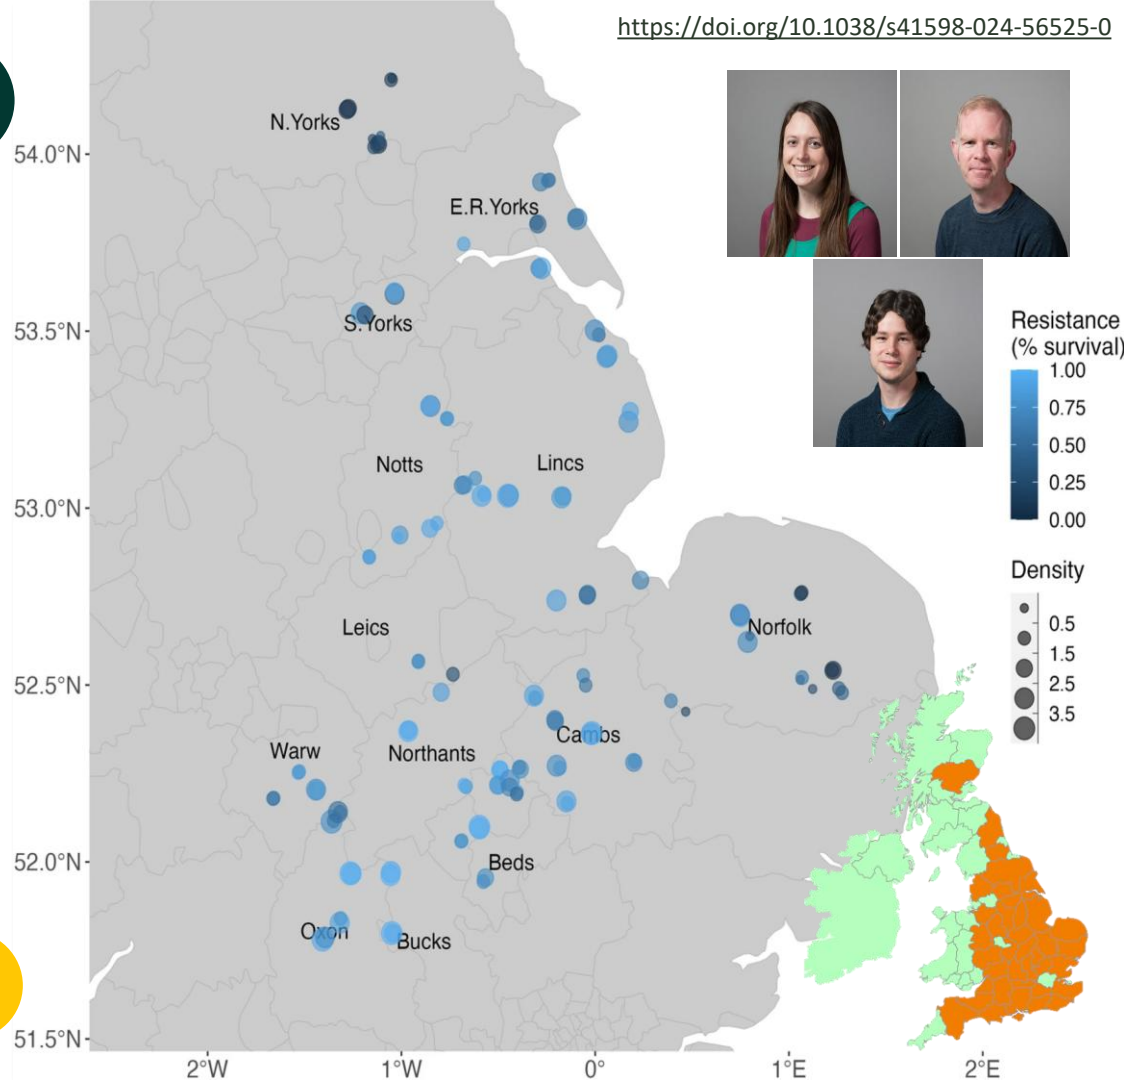 https://doi.org/10.1038/s41598-024-56525-0
54.0°N
53.5°N
53.0°N
52.5°N
52.0°N
51.5°N
N.Yorks
E.R.Yorks
S.Yorks
Notts
Lincs
Leics
Norfolk
Warw
Northants
Cambs
Beds
Oxon
Bucks
Resistance
(% survival)
1.00
0.75
0.50
0.25
0.00
Density
0.5
1.5
2.5
3.5
2°W
1°W
0°
1°E
2°E